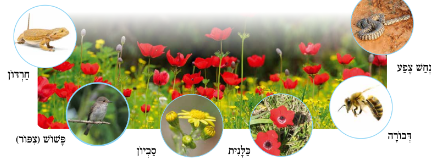 נְחַשׁ צֶפַע
חַרְדּוֹן
דְּבוֹרָה
כַּלָּנִית
סַבְיוֹן
פָּשׁוֹשׁ (צִפּוֹר)